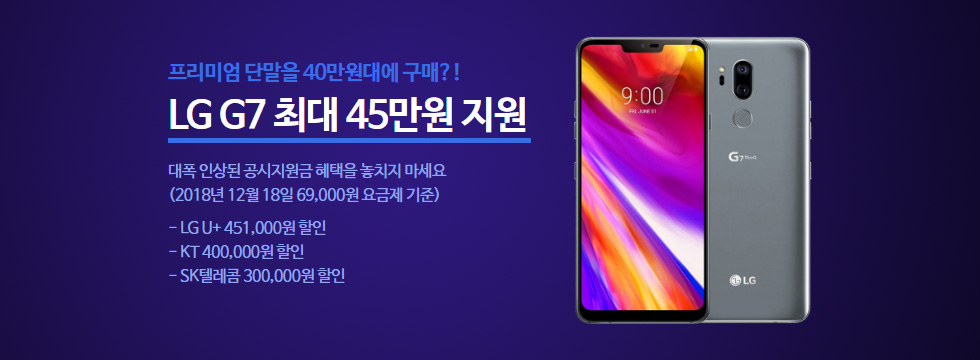 프리미엄 단말을 40만원대에 구매?!
LG G7 최대 45만원 지원
대폭 인상된 공시지원금 혜택을 놓치지 마세요
(2018년 12월 18일 69,000원 요금제 기준)
- LG U+ 451,000원 할인
- KT 400,000원 할인
- SK텔레콤 300,000원 할인
9:00
FRI, JUNE 01
G7 ThinQ
LG